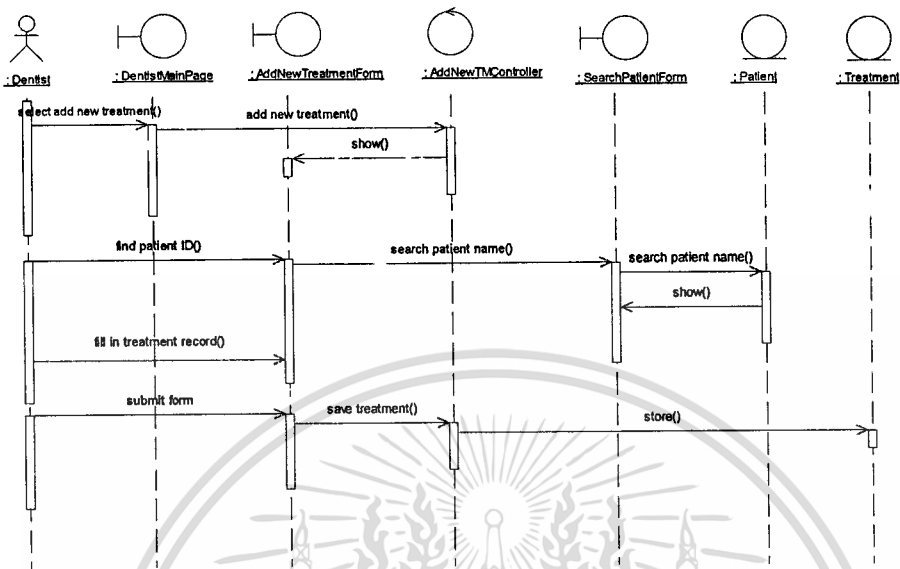 : Dentist
: DentistMainPage
: AddNewTreatmentForm
: AddNewTMController
: SearchPatientForm
: Patient
: Treatment
select add new treatment()
add new treatment()
show()
find patient ID()
search patient name()
search patient name()
show()
fill in treatment record()
submit form
save treatment()
store()